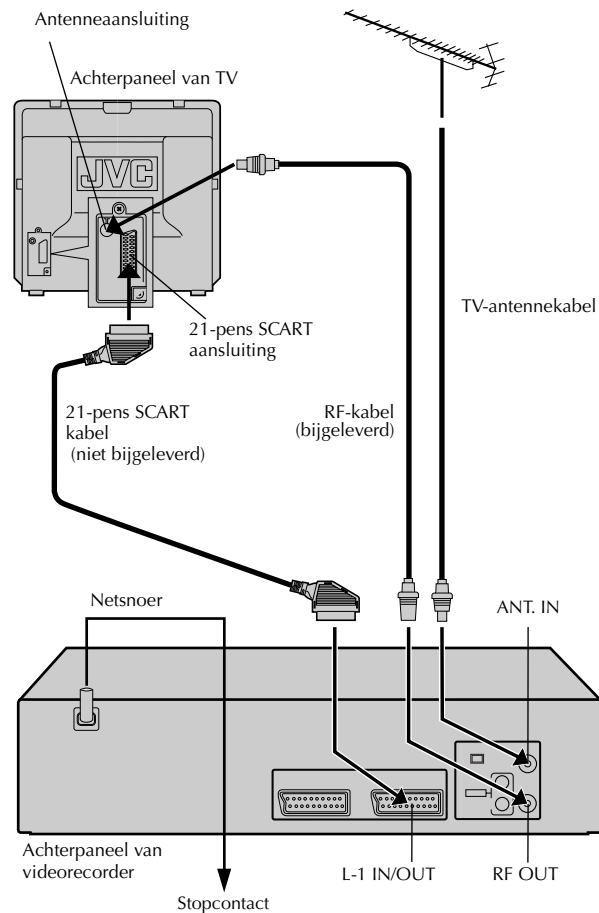 Antenneaansluiting
Achterpaneel van TV
JVC
TV-antennekabel
21-pens SCART
aansluiting
21-pens SCART
kabel
(niet bijgeleverd)
RF-kabel
(bijgeleverd)
Netsnoer
ANT. IN
Achterpaneel van
videorecorder
L-1 IN/OUT
RF OUT
Stopcontact